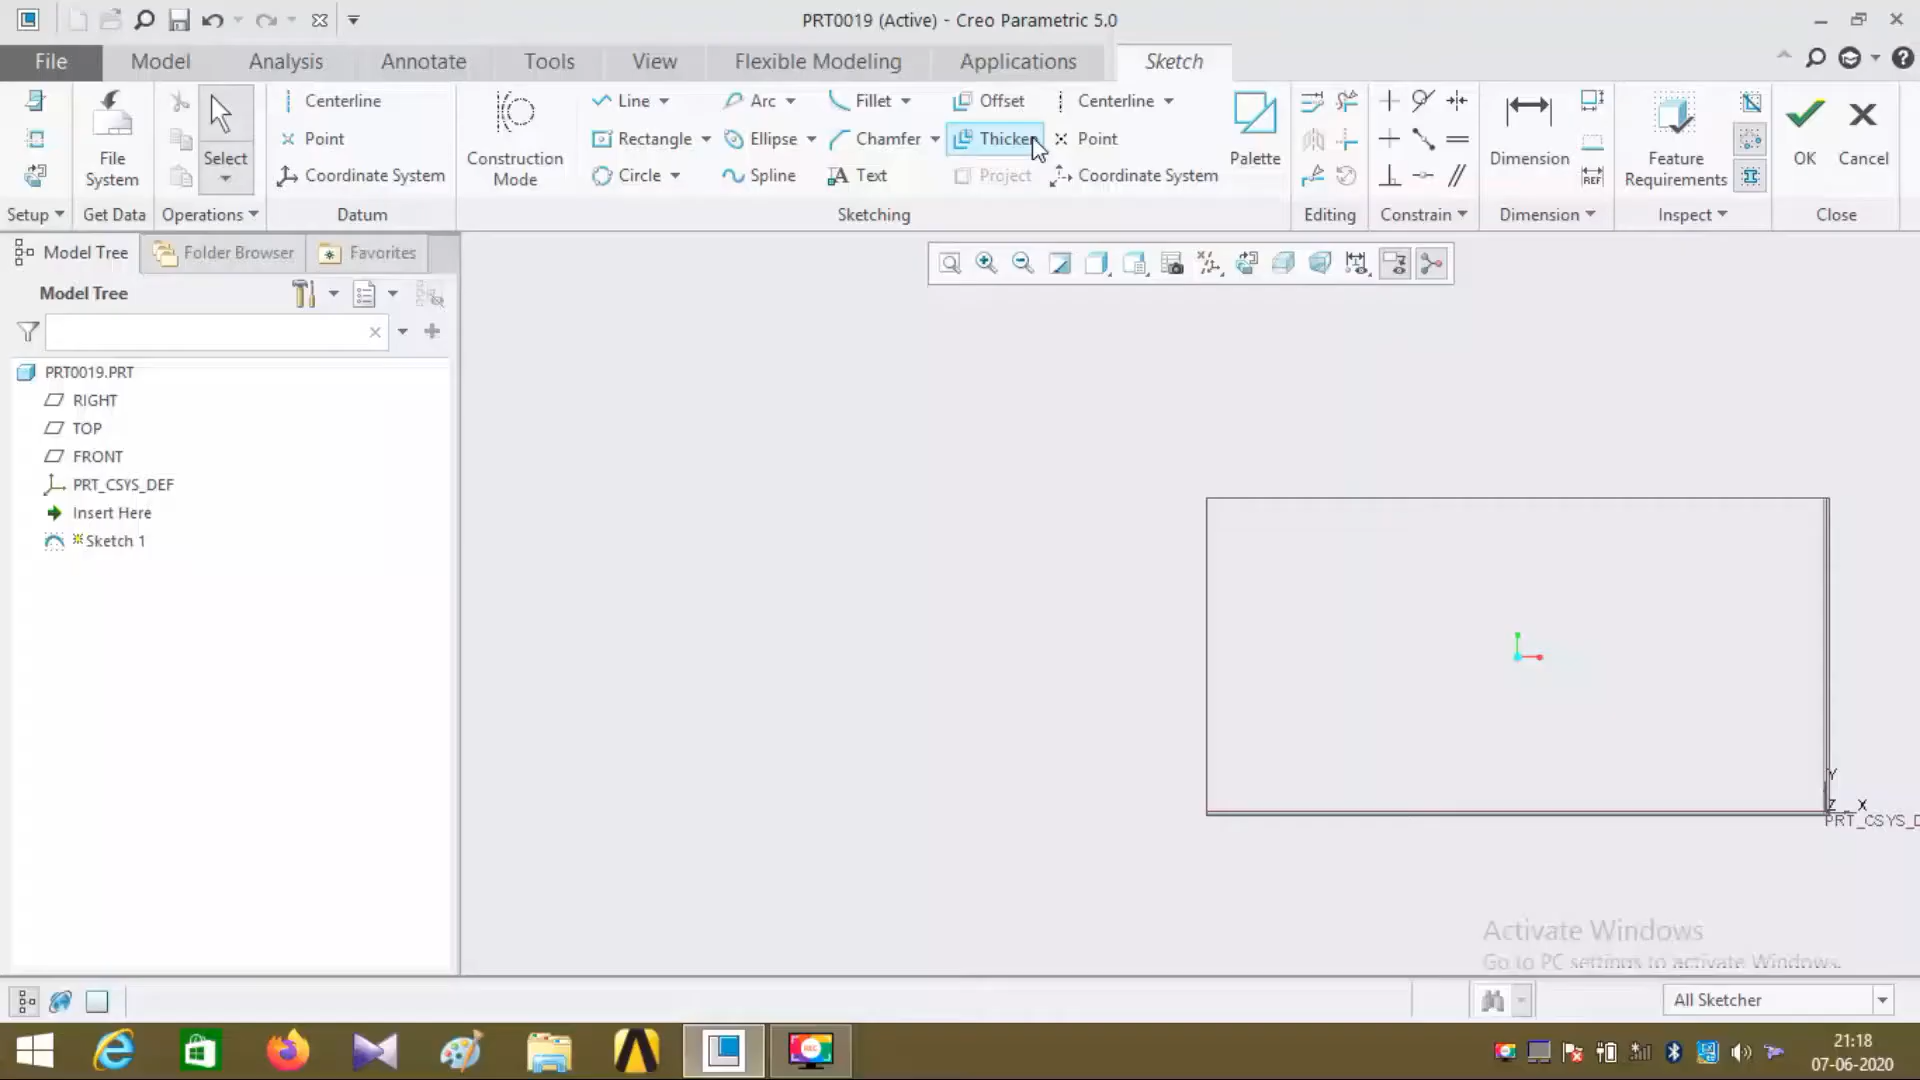 PRT0019 (Active) - Creo Parametric 5.0
File Model Analysis Annotate Tools View Flexible Modeling Applications Sketch
Centerline Line Arc Fillet Offset Centerline
Point Rectangle Ellipse Chamfer Thicken Point
Coordinate System Circle Spline Text Project Coordinate System
File System
Select
Construction Mode
Palette
Dimension
Feature Requirements
OK
Cancel
Setup Get Data Operations Datum Sketching Editing Constrain Dimension Inspect Close
REF
Model Tree Folder Browser Favorites
Model Tree
PRT0019.PRT
RIGHT
TOP
FRONT
PRT_CSYS_DEF
Insert Here
Sketch 1
Y
Z X
PRT_CSYS_D
Activate Windows
Go to PC settings to activate Windows.
All Sketcher
REC
21:18
07-06-2020